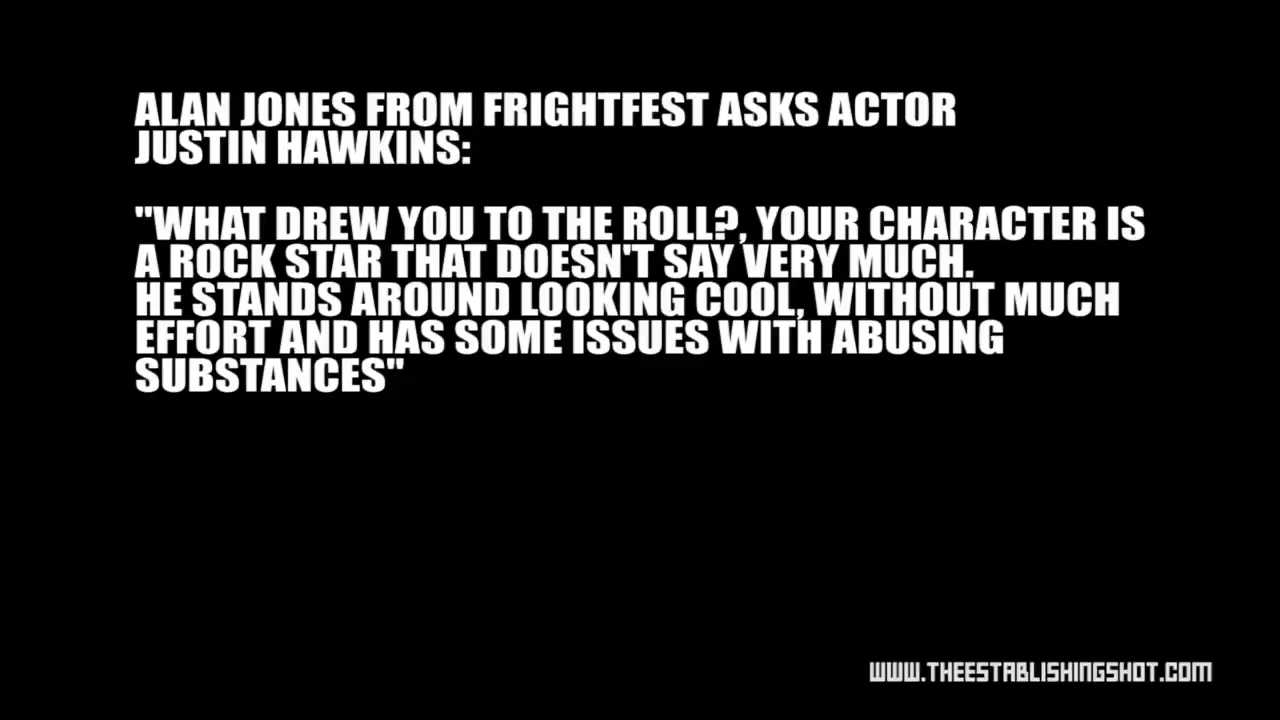 ALAN JONES FROM FRIGHTFEST ASKS ACTOR
JUSTIN HAWKINS:
"WHAT DREW YOU TO THE ROLL?, YOUR CHARACTER IS
A ROCK STAR THAT DOESN'T SAY VERY MUCH.
HE STANDS AROUND LOOKING COOL, WITHOUT MUCH
EFFORT AND HAS SOME ISSUES WITH ABUSING
SUBSTANCES"
WWW.THEESTABLISHINGSHOT.COM